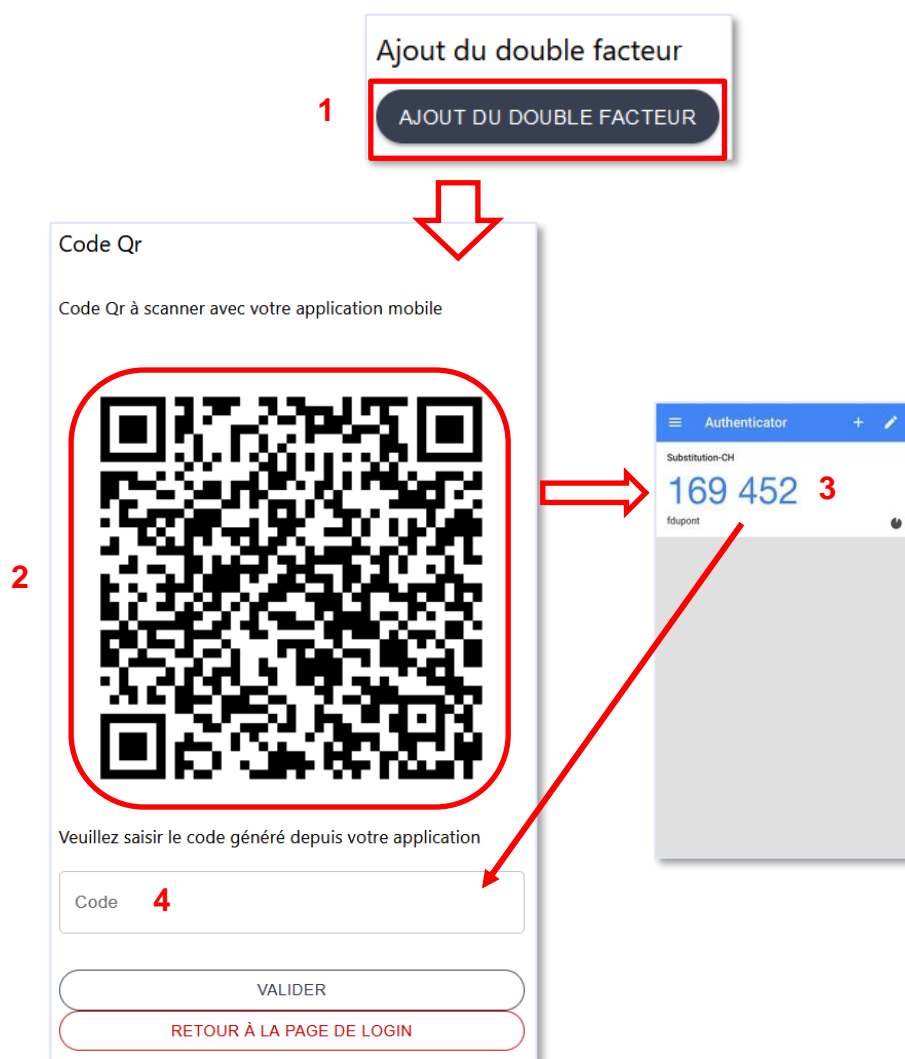 Ajout du double facteur
1
AJOUT DU DOUBLE FACTEUR
Code Qr
Code Qr à scanner avec votre application mobile
2
Authenticator
Substitution-CH
169 452
3
fdupont
Veuillez saisir le code généré depuis votre application
Code
4
VALIDER
RETOUR À LA PAGE DE LOGIN